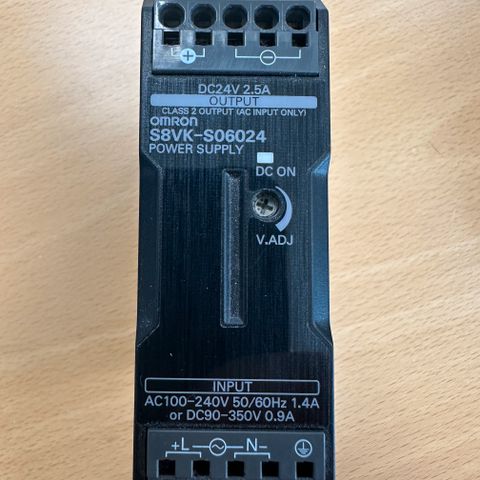 + −
DC24V 2.5A
OUTPUT
CLASS 2 OUTPUT (AC INPUT ONLY)
OMRON
S8VK-S06024
POWER SUPPLY
DC ON
V.ADJ
INPUT
AC100-240V 50/60Hz 1.4A
or DC90-350V 0.9A
+L N-